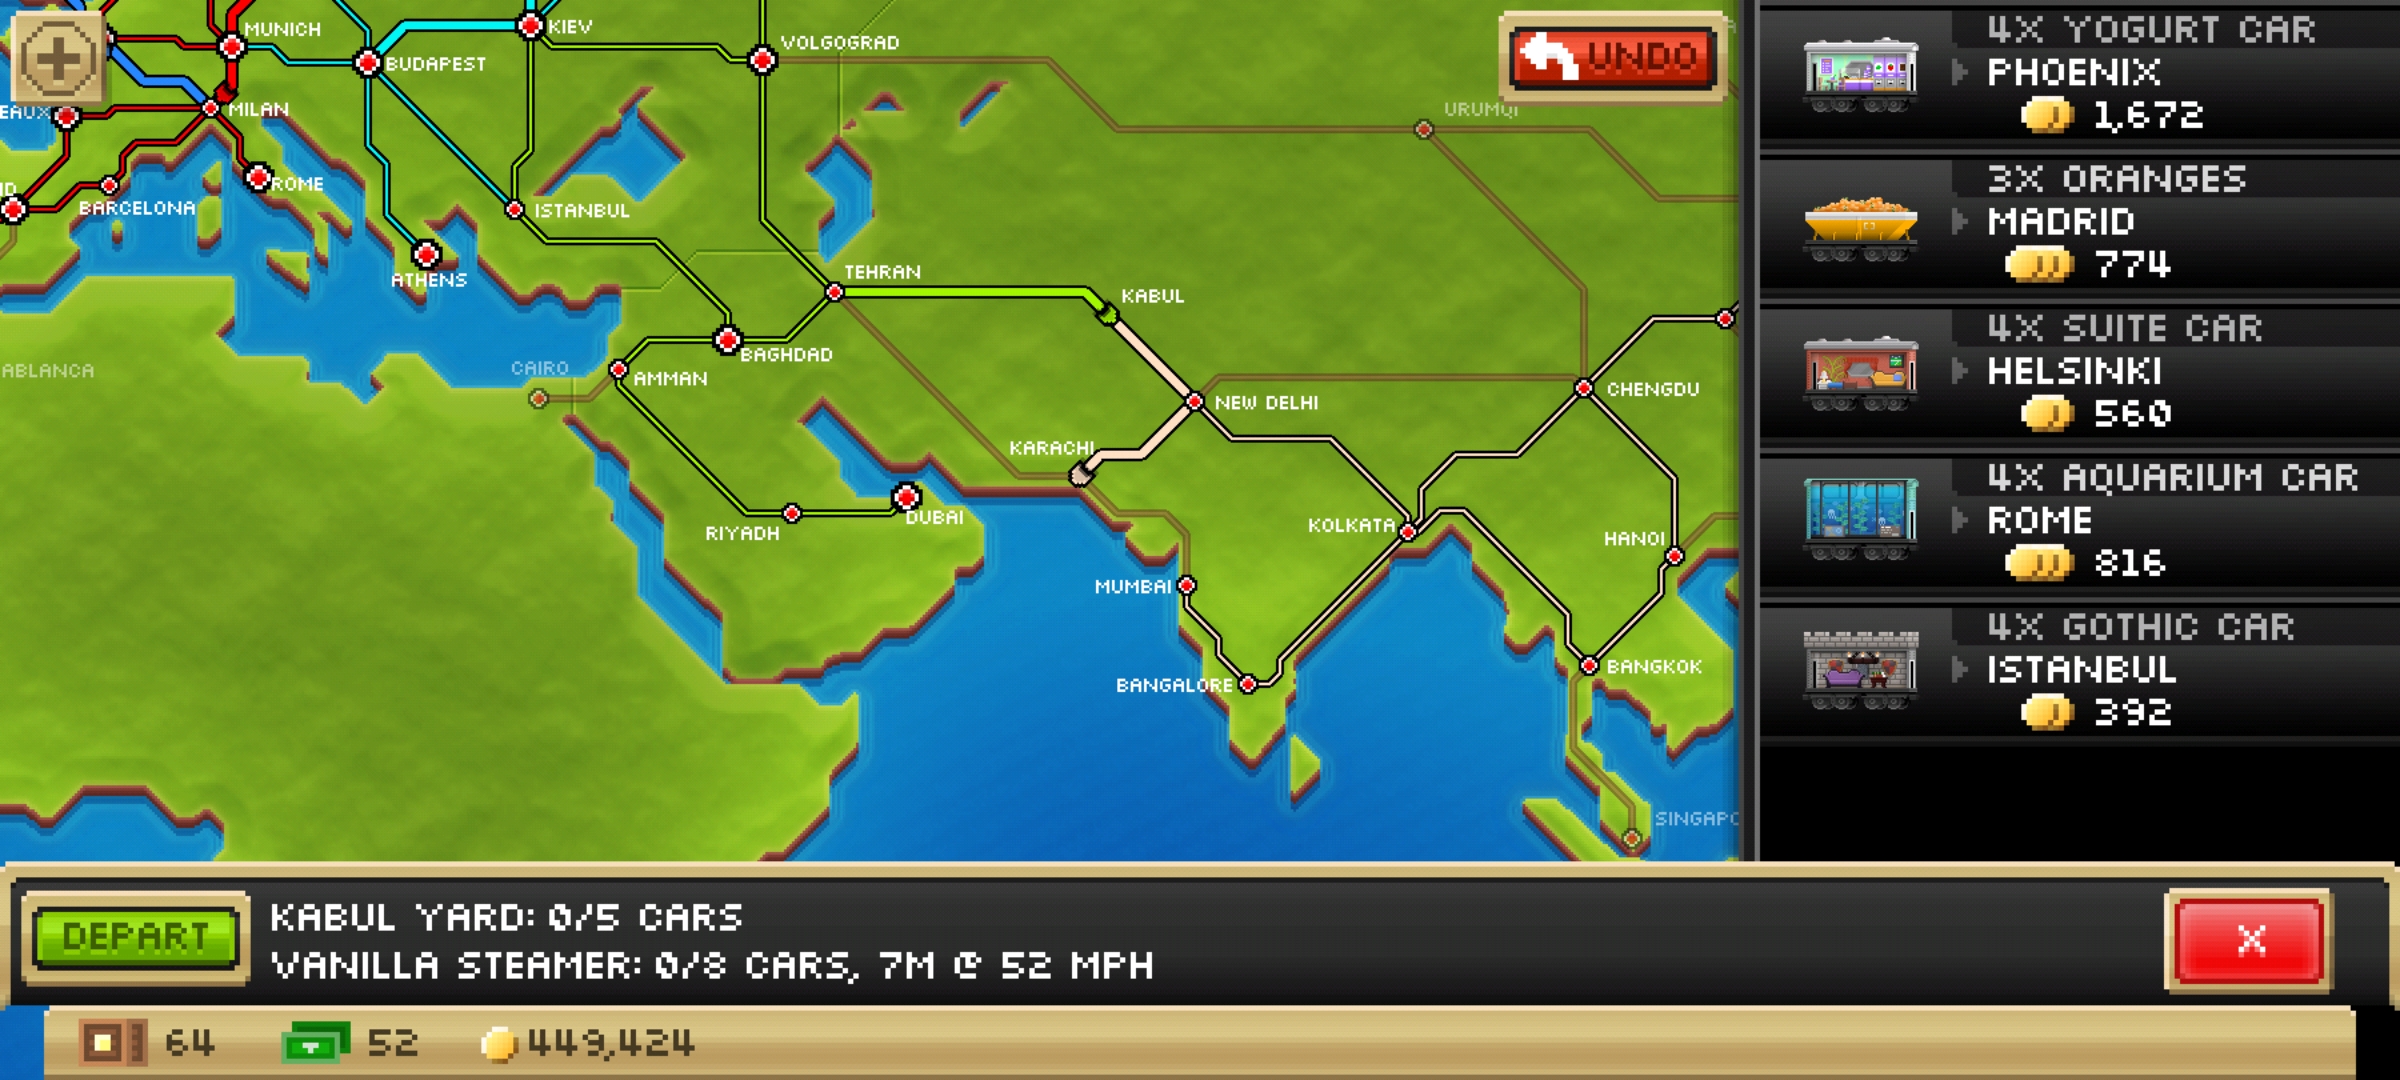 MUNICH
KIEV
VOLGOGRAD
BUDAPEST
UNDO
MILAN
URUMQI
ROME
BARCELONA
ISTANBUL
ATHENS
TEHRAN
KABUL
BAGHDAD
CAIRO
AMMAN
CHENGDU
NEW DELHI
KARACHI
RIYADH
DUBAI
KOLKATA
HANOI
MUMBAI
BANGALORE
BANGKOK
4X YOGURT CAR
PHOENIX
1,672
3X ORANGES
MADRID
774
4X SUITE CAR
HELSINKI
560
4X AQUARIUM CAR
ROME
816
4X GOTHIC CAR
ISTANBUL
392
DEPART
KABUL YARD: 0/5 CARS
VANILLA STEAMER: 0/8 CARS, 7M @ 52 MPH
X
64
52
449,424